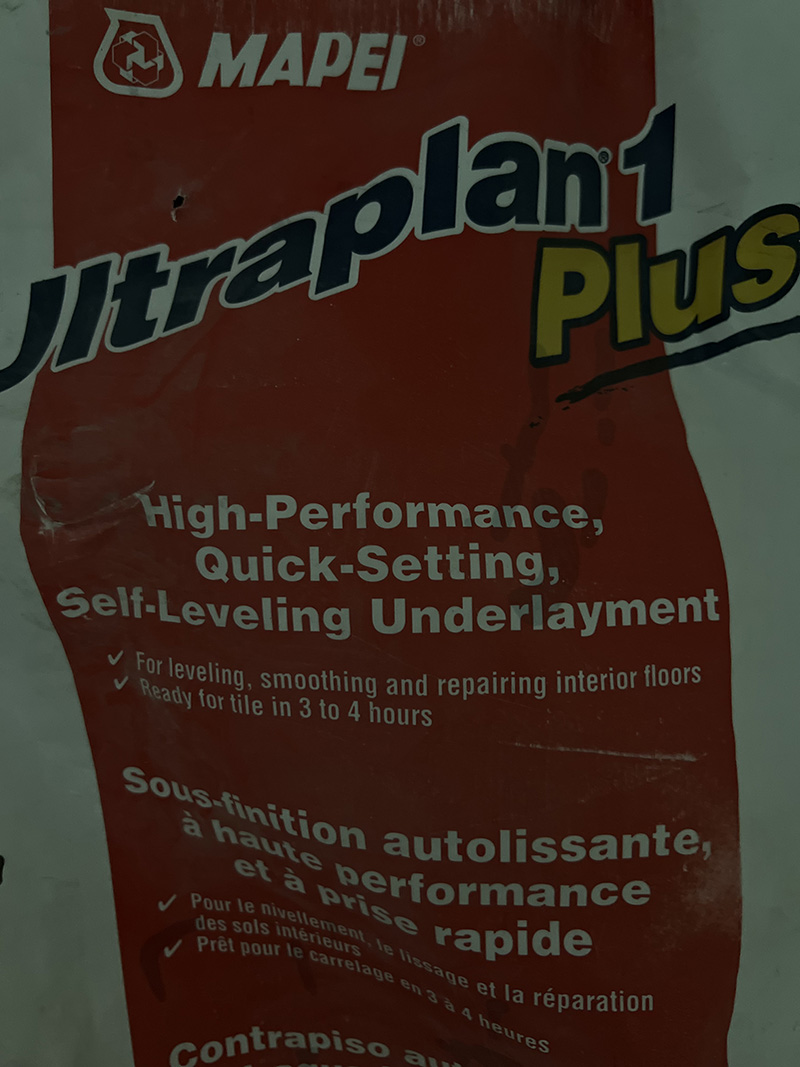 MAPEI®
Ultraplan® 1
Plus
High-Performance,
Quick-Setting,
Self-Leveling Underlayment
✓ For leveling, smoothing and repairing interior floors
✓ Ready for tile in 3 to 4 hours
Sous-finition autolissante,
à haute performance
et à prise rapide
✓ Pour le nivellement, le lissage et la réparation
des sols intérieurs
✓ Prêt pour le carrelage en 3 à 4 heures
Contrapiso